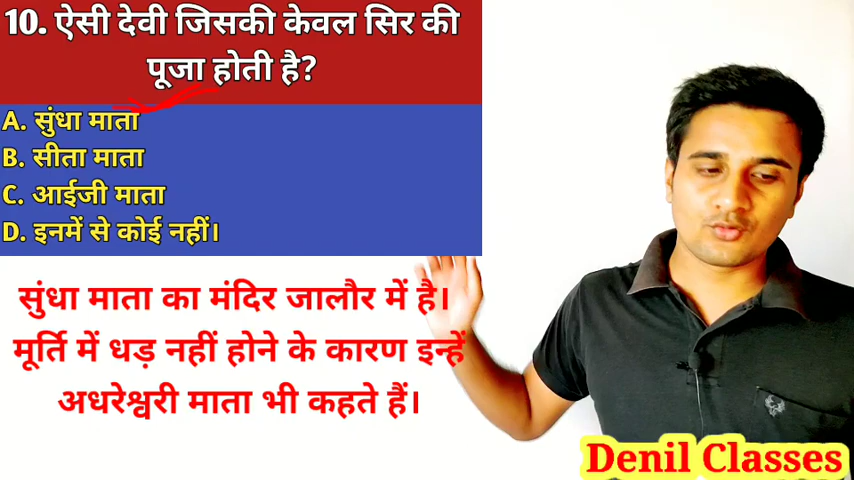 10. ऐसी देवी जिसकी केवल सिर की
पूजा होती है?
A. सुंधा माता
B. सीता माता
C. आईजी माता
D. इनमें से कोई नहीं।
सुंधा माता का मंदिर जालौर में है।
मूर्ति में धड़ नहीं होने के कारण इन्हें
अधरेश्वरी माता भी कहते हैं।
Denil Classes